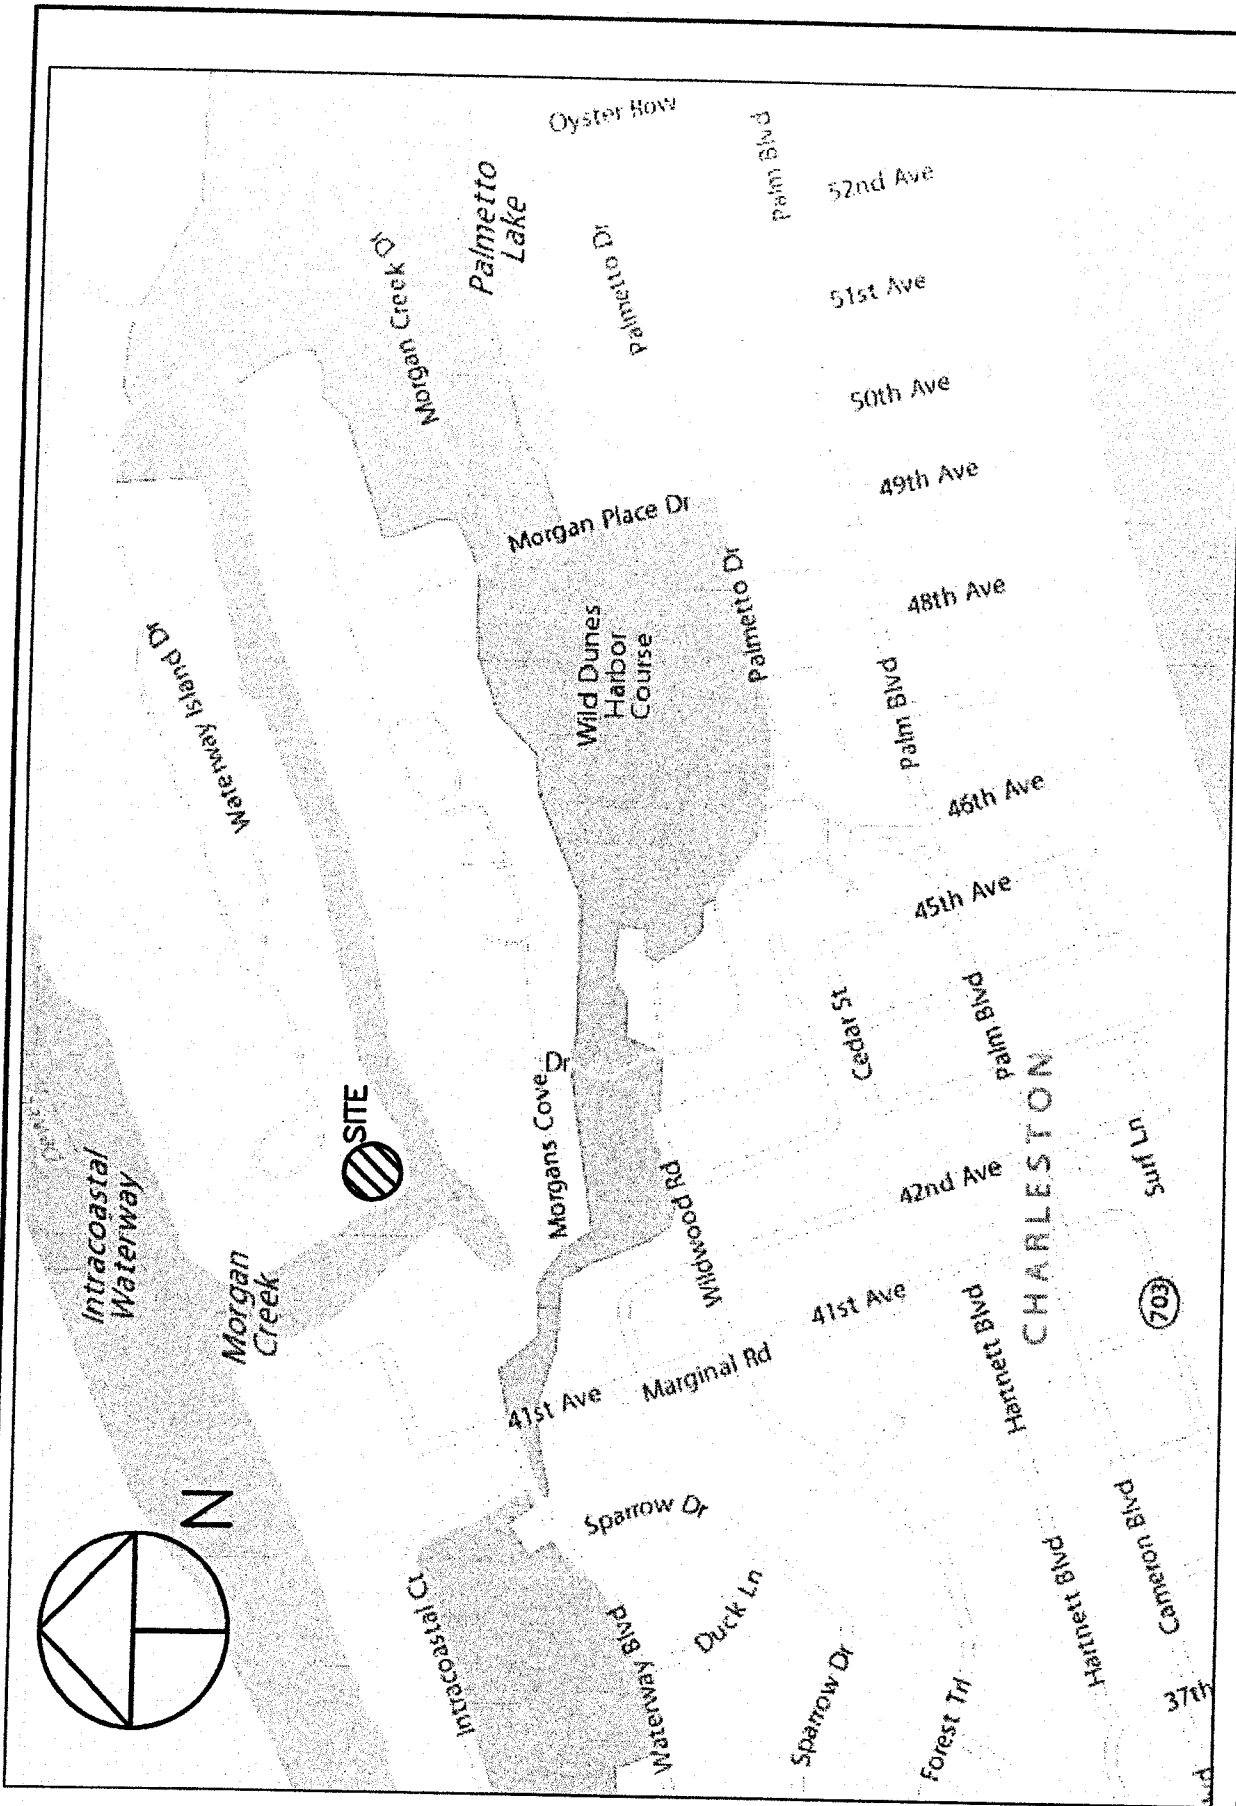 Oyster Row
Palm Blvd
52nd Ave
Palmetto
Lake
Morgan Creek Dr
Palmetto Dr
51st Ave
50th Ave
49th Ave
Morgan Place Dr
Palmetto Dr
48th Ave
Waterway Island Dr
Wild Dunes
Harbor
Course
Palm Blvd
46th Ave
45th Ave
Cedar St
Palm Blvd
SITE
Morgans Cove
Dr
Intracoastal
Waterway
Morgan
Creek
Wildwood Rd
42nd Ave
CHARLESTON
Surf Ln
41st Ave
Hartnett Blvd
703
41st Ave
Marginal Rd
N
Sparrow Dr
Intracoastal Ct
Waterway Blvd
Duck Ln
Sparrow Dr
Forest Trl
Hartnett Blvd
Cameron Blvd
37th